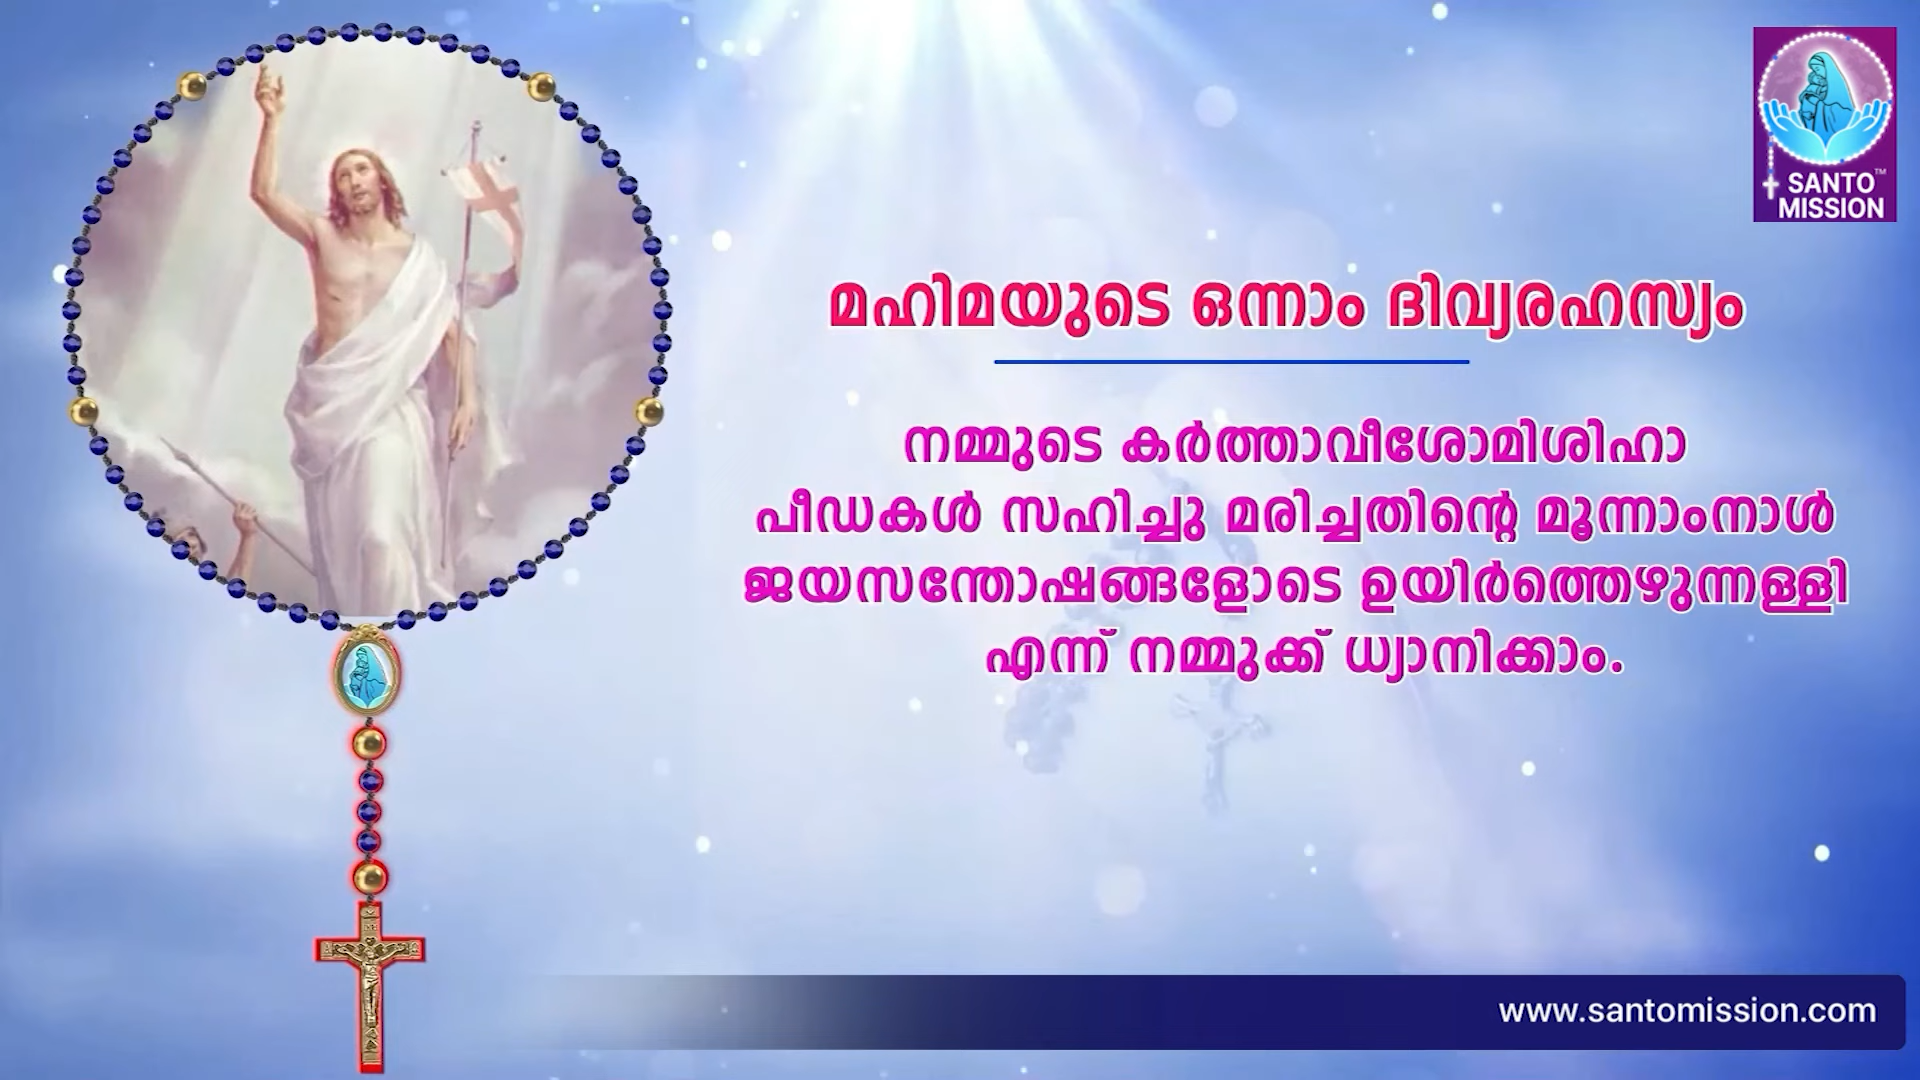 SANTO™
MISSION
മഹിമയുടെ ഒന്നാം ദിവ്യരഹസ്യം
നമ്മുടെ കർത്താവീശോമിശിഹാ
പീഡകൾ സഹിച്ചു മരിച്ചതിന്റെ മൂന്നാംനാൾ
ജയസന്തോഷങ്ങളോടെ ഉയിർത്തെഴുന്നള്ളി
എന്ന് നമ്മുക്ക് ധ്യാനിക്കാം.
www.santomission.com